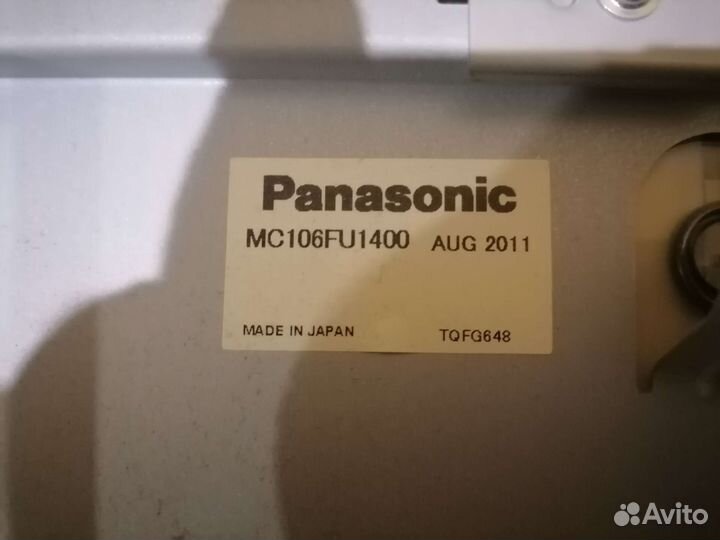 Panasonic
MC106FU1400 AUG 2011
MADE IN JAPAN TQFG648
Avito